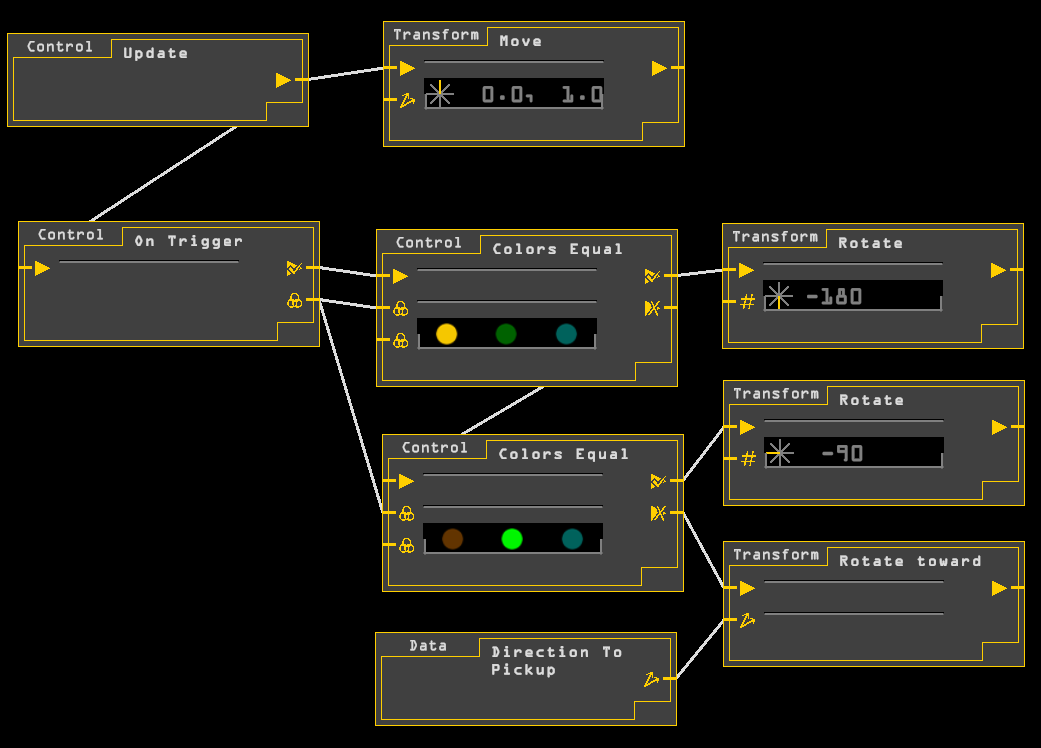 Control Update
Transform Move
0.0, 1.0
Control On Trigger
Control Colors Equal
Transform Rotate
# -180
Control Colors Equal
Transform Rotate
# -90
Transform Rotate toward
Data Direction To
Pickup